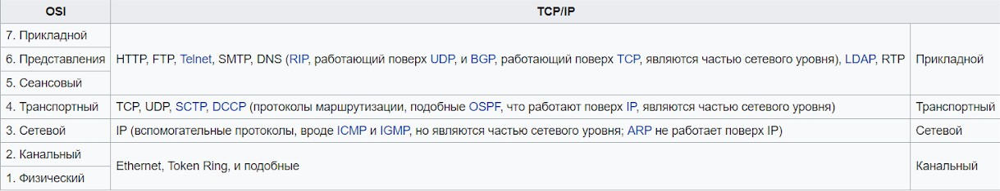 OSI TCP/IP
7. Прикладной
6. Представления HTTP, FTP, Telnet, SMTP, DNS (RIP, работающий поверх UDP, и BGP, работающий поверх TCP, являются частью сетевого уровня), LDAP, RTP Прикладной
5. Сеансовый
4. Транспортный TCP, UDP, SCTP, DCCP (протоколы маршрутизации, подобные OSPF, что работают поверх IP, являются частью сетевого уровня) Транспортный
3. Сетевой IP (вспомогательные протоколы, вроде ICMP и IGMP, но являются частью сетевого уровня; ARP не работает поверх IP) Сетевой
2. Канальный
Ethernet, Token Ring, и подобные Канальный
1. Физический